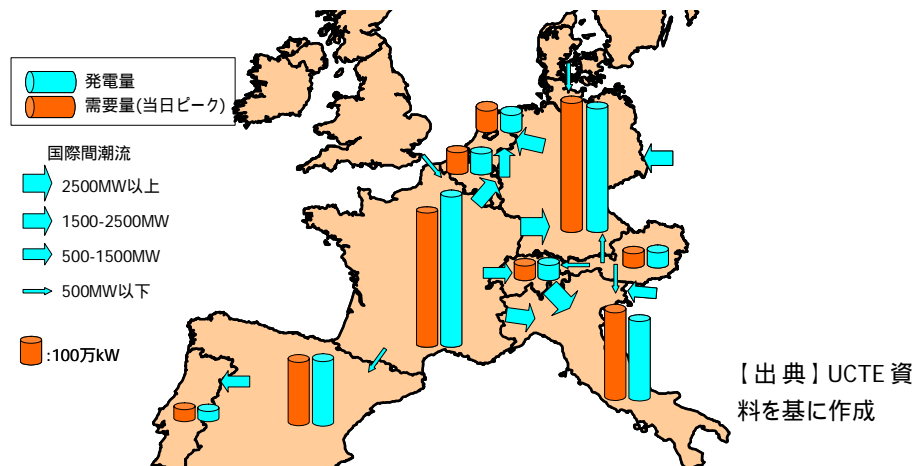 発電量
需要量(当日ピーク)
国際間潮流
2500MW以上
1500-2500MW
500-1500MW
500MW以下
:100万kW
【出典】UCTE資
料を基に作成